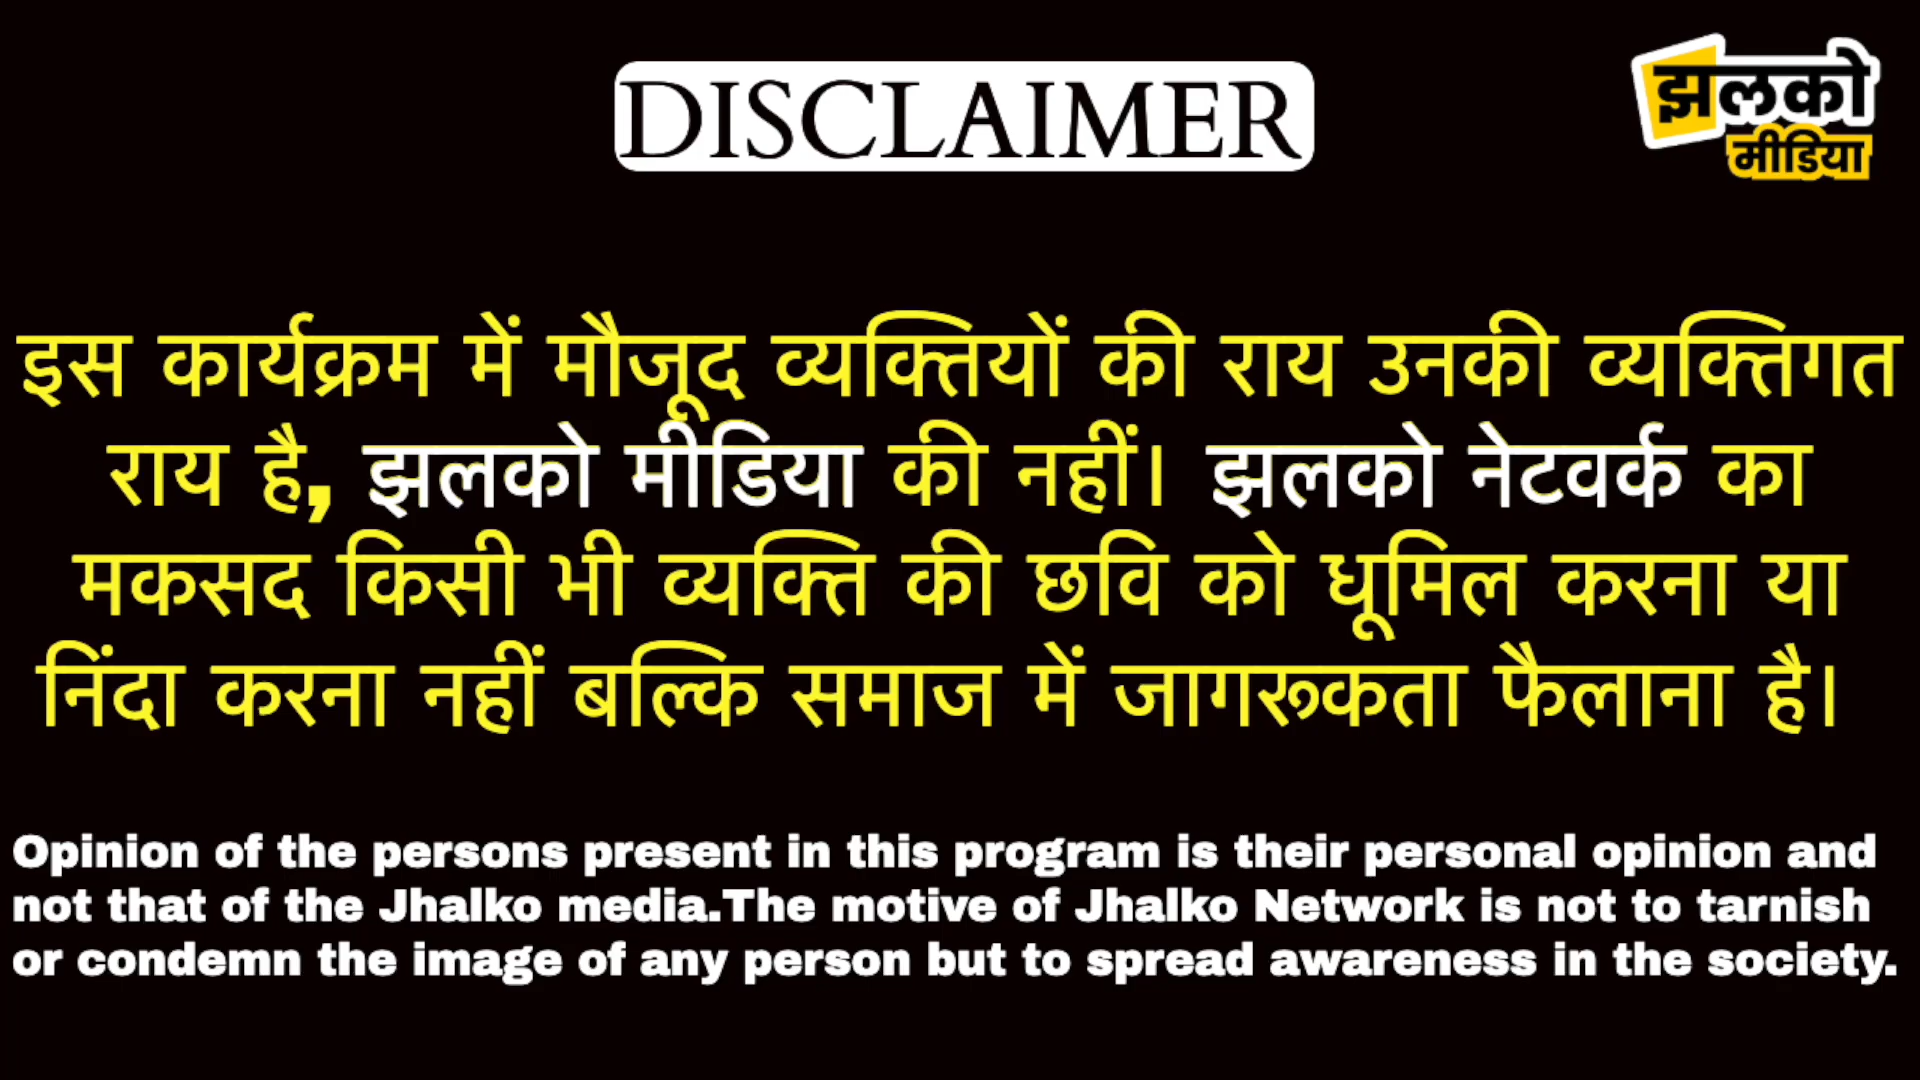 DISCLAIMER
झलको
मीडिया
इस कार्यक्रम में मौजूद व्यक्तियों की राय उनकी व्यक्तिगत
राय है, झलको मीडिया की नहीं। झलको नेटवर्क का
मकसद किसी भी व्यक्ति की छवि को धूमिल करना या
निंदा करना नहीं बल्कि समाज में जागरूकता फैलाना है।
Opinion of the persons present in this program is their personal opinion and
not that of the Jhalko media.The motive of Jhalko Network is not to tarnish
or condemn the image of any person but to spread awareness in the society.